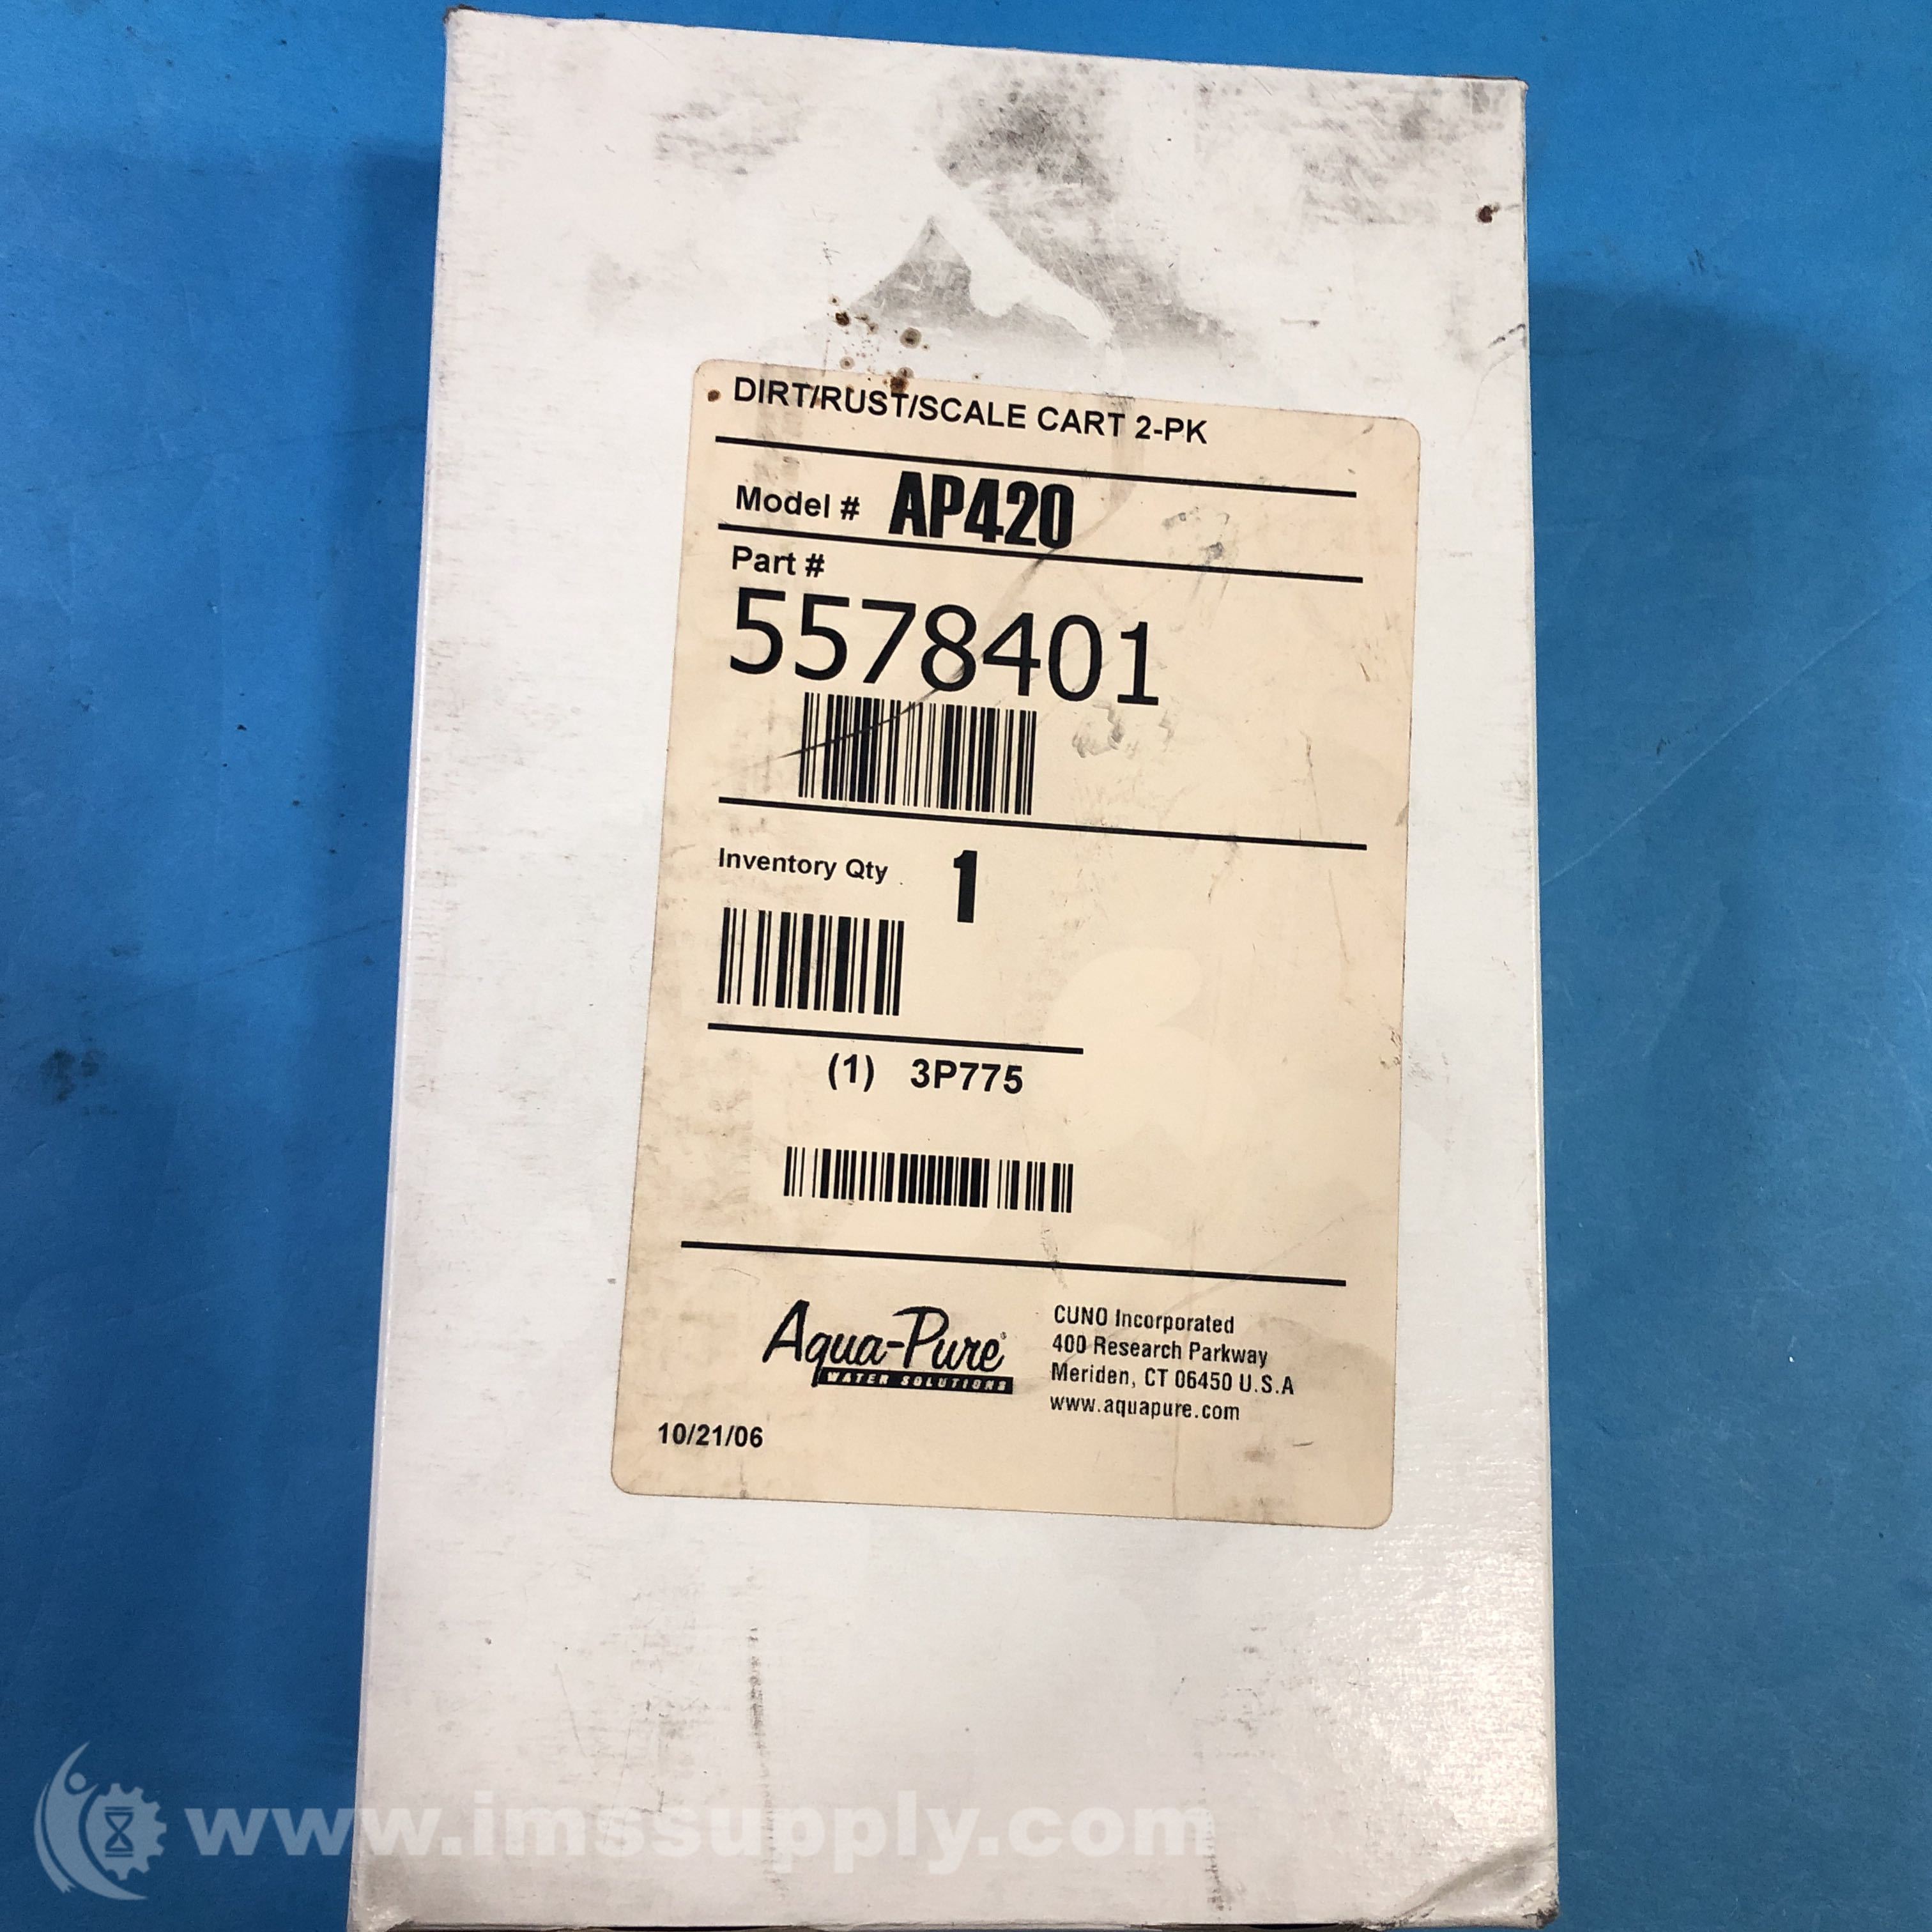 DIRT/RUST/SCALE CART 2-PK
Model # AP420
Part #
5578401
Inventory Qty 1
(1) 3P775
Aqua-Pure®
WATER SOLUTIONS
CUNO Incorporated
400 Research Parkway
Meriden, CT 06450 U.S.A
www.aquapure.com
10/21/06
www.imssupply.com